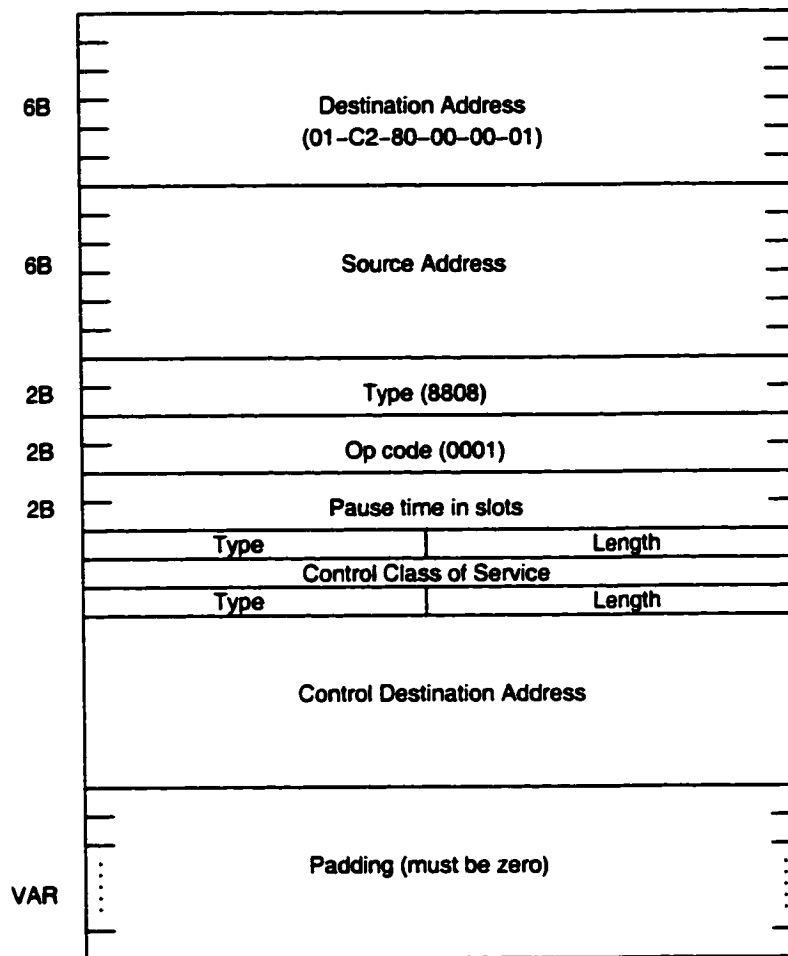 6B
Destination Address
(01-C2-80-00-00-01)
6B
Source Address
2B
Type (8808)
2B
Op code (0001)
2B
Pause time in slots
Type Length
Control Class of Service
Type Length
Control Destination Address
Padding (must be zero)
VAR